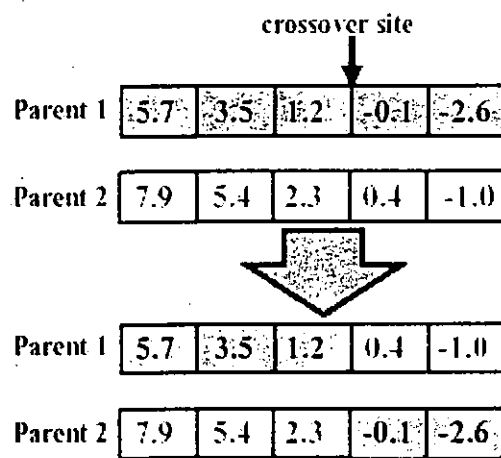 crossover site
Parent 1 5.7 3.5 1.2 -0.1 -2.6
Parent 2 7.9 5.4 2.3 0.4 -1.0
Parent 1 5.7 3.5 1.2 0.4 -1.0
Parent 2 7.9 5.4 2.3 -0.1 -2.6